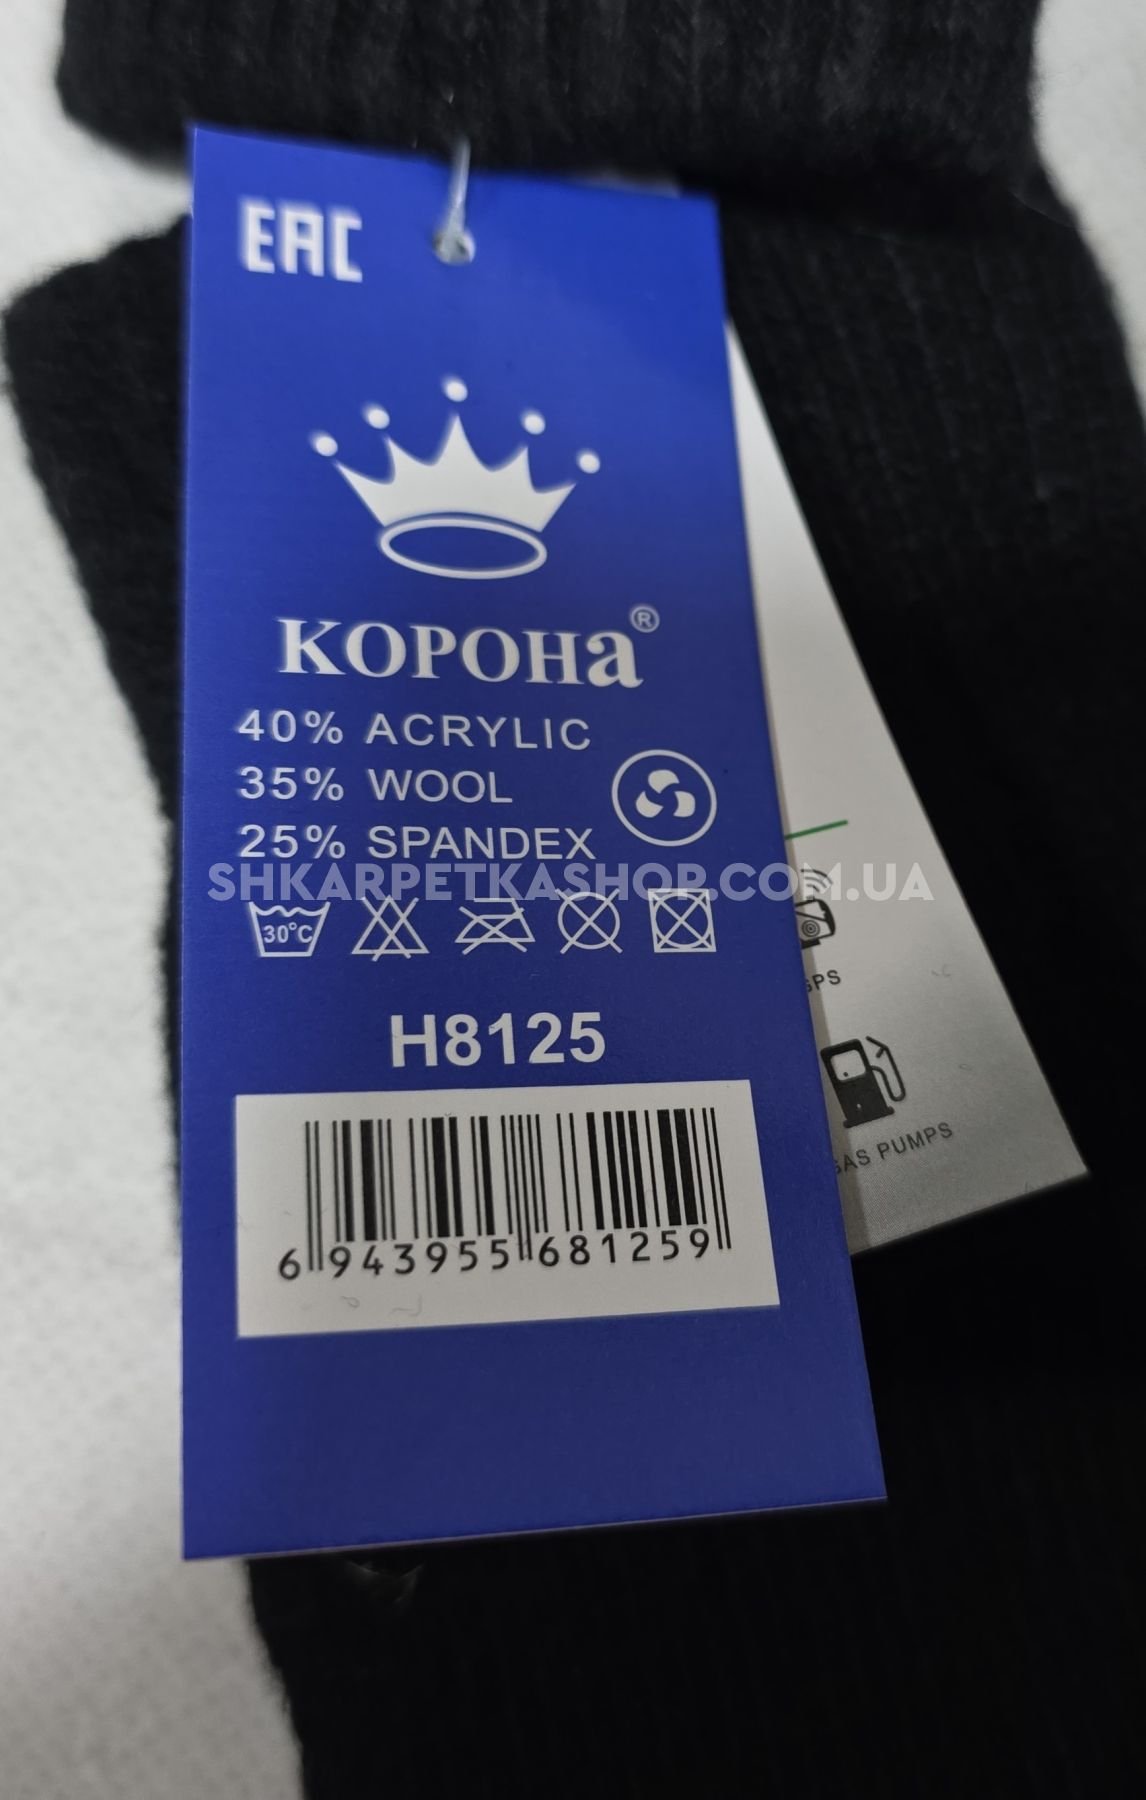 EAC
КОРОНа®
40% ACRYLIC
35% WOOL
25% SPANDEX
SHKARPETKASHOP.COM.UA
30°C
H8125
6 943955 681259
GPS
GAS PUMPS